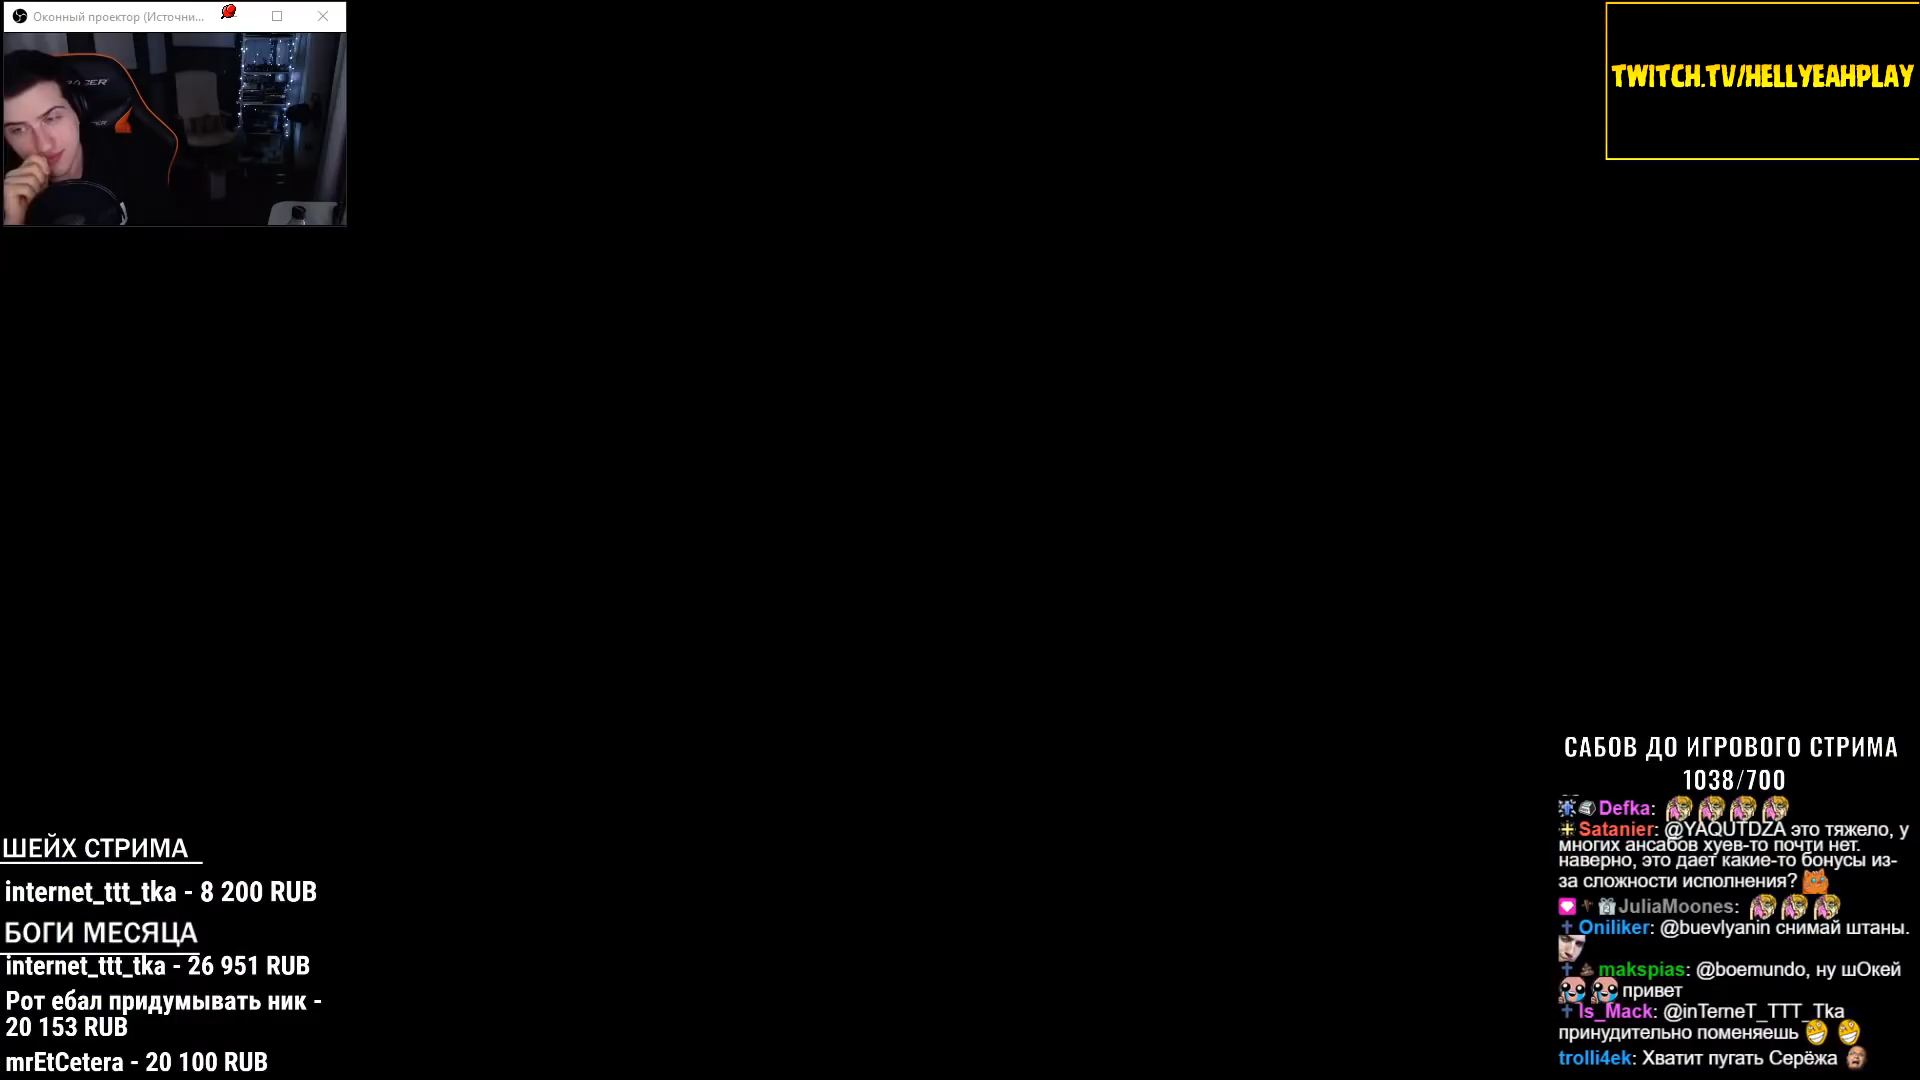 Оконный проектор (Источни...
TWITCH.TV/HELLYEAHPLAY
САБОВ ДО ИГРОВОГО СТРИМА
1038/700
Defka:
Satanier: @YAQUTDZA это тяжело, у
многих ансабов хуев-то почти нет.
наверно, это дает какие-то бонусы из-
за сложности исполнения?
JuliaMoones:
Oniliker: @buevlyanin снимай штаны.
makspias: @boemundo, ну шОкей
привет
Is_Mack: @inTerneT_TTT_Tka
принудительно поменяешь
trolli4ek: Хватит пугать Серёжа
ШЕЙХ СТРИМА
internet_ttt_tka - 8 200 RUB
БОГИ МЕСЯЦА
internet_ttt_tka - 26 951 RUB
Рот ебал придумывать ник -
20 153 RUB
mrEtCetera - 20 100 RUB